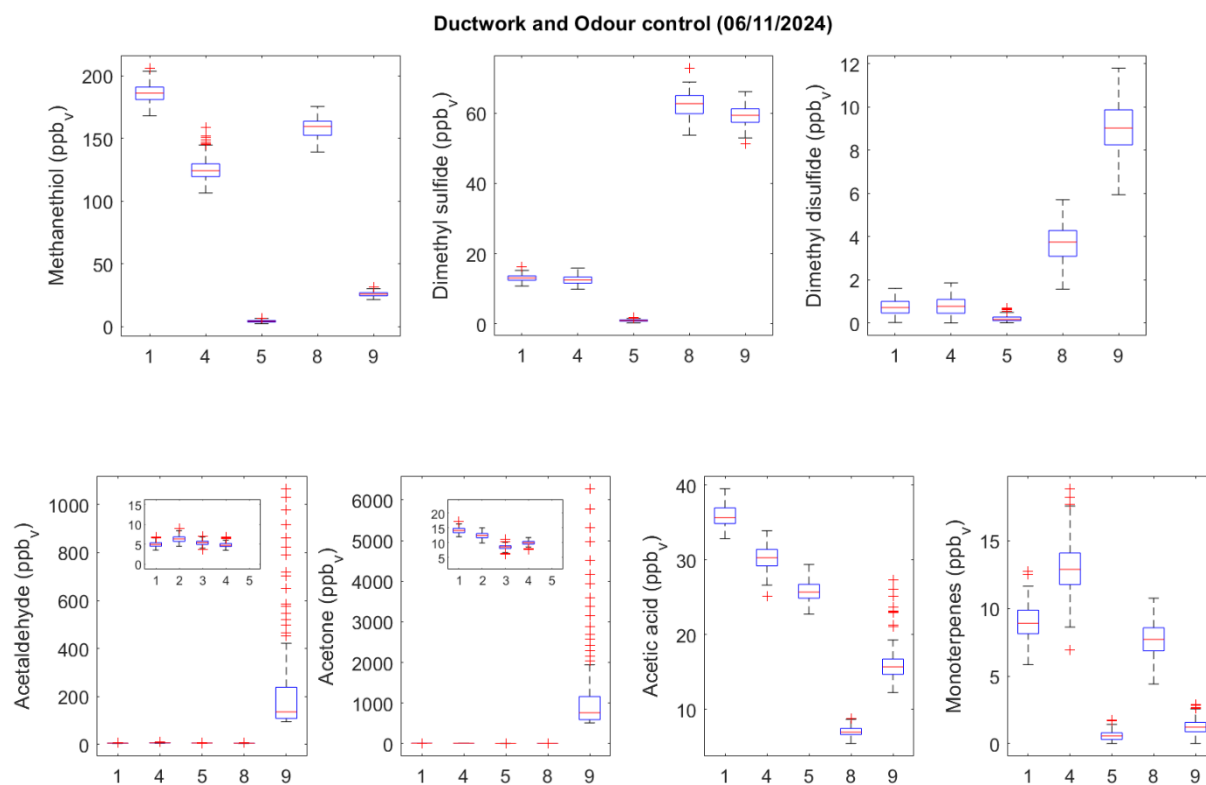 Ductwork and Odour control (06/11/2024)
Methanethiol (ppbv)
200
150
100
50
0
1 4 5 8 9
Dimethyl sulfide (ppbv)
60
40
20
0
1 4 5 8 9
Dimethyl disulfide (ppbv)
12
10
8
6
4
2
0
1 4 5 8 9
Acetaldehyde (ppbv)
1000
800
600
400
200
0
15
10
5
0
1 2 3 4 5
1 4 5 8 9
Acetone (ppbv)
6000
5000
4000
3000
2000
1000
0
20
15
10
5
1 2 3 4 5
1 4 5 8 9
Acetic acid (ppbv)
40
30
20
10
1 4 5 8 9
Monoterpenes (ppbv)
15
10
5
0
1 4 5 8 9